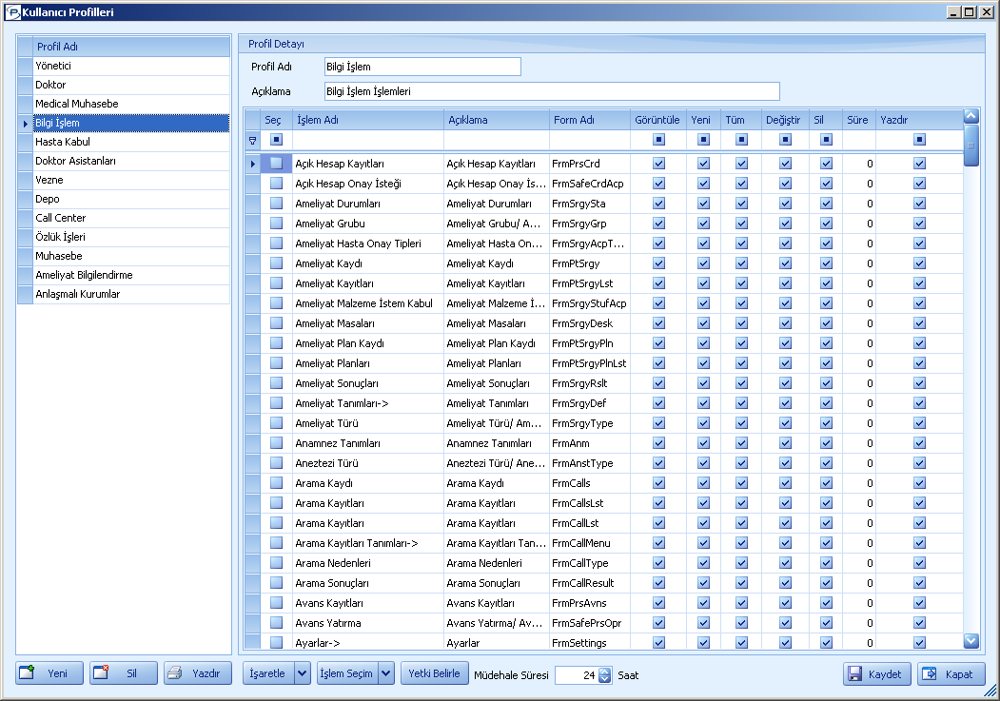 Kullanıcı Profilleri
Profil Adı
Yönetici
Doktor
Medical Muhasebe
Bilgi İşlem
Hasta Kabul
Doktor Asistanları
Vezne
Depo
Call Center
Özlük İşleri
Muhasebe
Ameliyat Bilgilendirme
Anlaşmalı Kurumlar
Profil Detayı
Profil Adı Bilgi İşlem
Açıklama Bilgi İşlem İşlemleri
Seç İşlem Adı Açıklama Form Adı Görüntüle Yeni Tüm Değiştir Sil Süre Yazdır
Açık Hesap Kayıtları Açık Hesap Kayıtları FrmPrsCrd 0
Açık Hesap Onay İsteği Açık Hesap Onay İs... FrmSafeCrdAcp 0
Ameliyat Durumları Ameliyat Durumları FrmSrgySta 0
Ameliyat Grubu Ameliyat Grubu/ A... FrmSrgyGrp 0
Ameliyat Hasta Onay Tipleri Ameliyat Hasta On... FrmSrgyAcpT... 0
Ameliyat Kaydı Ameliyat Kaydı FrmPtSrgy 0
Ameliyat Kayıtları Ameliyat Kayıtları FrmPtSrgyLst 0
Ameliyat Malzeme İstem Kabul Ameliyat Malzeme İ... FrmSrgyStufAcp 0
Ameliyat Masaları Ameliyat Masaları FrmSrgyDesk 0
Ameliyat Plan Kaydı Ameliyat Plan Kaydı FrmPtSrgyPln 0
Ameliyat Planları Ameliyat Planları FrmPtSrgyPlnLst 0
Ameliyat Sonuçları Ameliyat Sonuçları FrmSrgyRslt 0
Ameliyat Tanımları-> Ameliyat Tanımları FrmSrgyDef 0
Ameliyat Türü Ameliyat Türü/ Am... FrmSrgyType 0
Anamnez Tanımları Anamnez Tanımları FrmAnm 0
Aneztezi Türü Aneztezi Türü/ Ane... FrmAnstType 0
Arama Kaydı Arama Kaydı FrmCalls 0
Arama Kayıtları Arama Kayıtları FrmCallsLst 0
Arama Kayıtları Arama Kayıtları FrmCallLst 0
Arama Kayıtları Tanımları-> Arama Kayıtları Tan... FrmCallMenu 0
Arama Nedenleri Arama Nedenleri FrmCallType 0
Arama Sonuçları Arama Sonuçları FrmCallResult 0
Avans Kayıtları Avans Kayıtları FrmPrsAvns 0
Avans Yatırma Avans Yatırma/ Av... FrmSafePrsOpr 0
Ayarlar-> Ayarlar FrmSettings 0
Yeni Sil Yazdır İşaretle İşlem Seçim Yetki Belirle Müdehale Süresi 24 Saat Kaydet Kapat